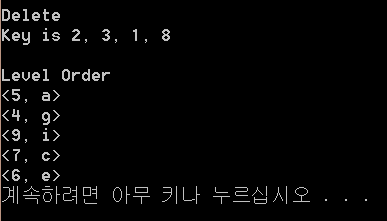 Delete
Key is 2, 3, 1, 8
Level Order
<5, a>
<4, g>
<9, i>
<7, c>
<6, e>
계속하려면 아무 키나 누르십시오 . . .